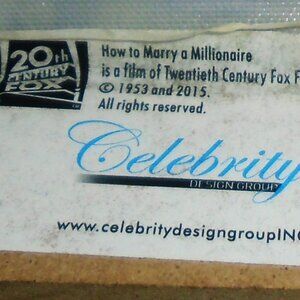 20th
CENTURY
FOX
How to Marry a Millionaire
is a film of Twentieth Century Fox F
© 1953 and 2015.
All rights reserved.
Celebrity
DESIGN GROUP
www.celebritydesigngroupINC